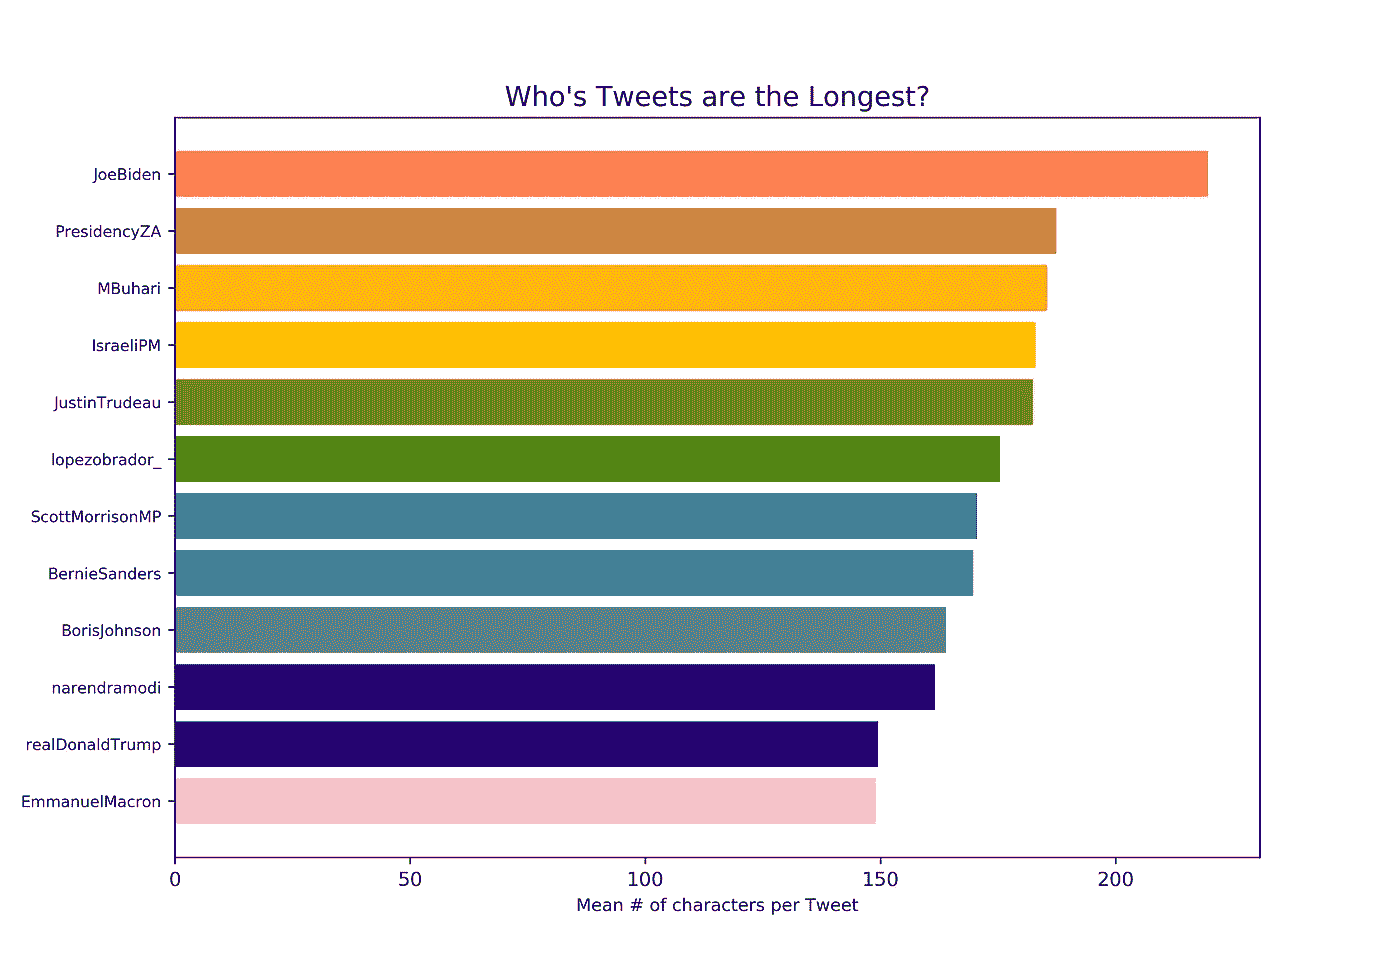 Who's Tweets are the Longest?
JoeBiden
PresidencyZA
MBuhari
IsraeliPM
JustinTrudeau
lopezobrador_
ScottMorrisonMP
BernieSanders
BorisJohnson
narendramodi
realDonaldTrump
EmmanuelMacron
0 50 100 150 200
Mean # of characters per Tweet